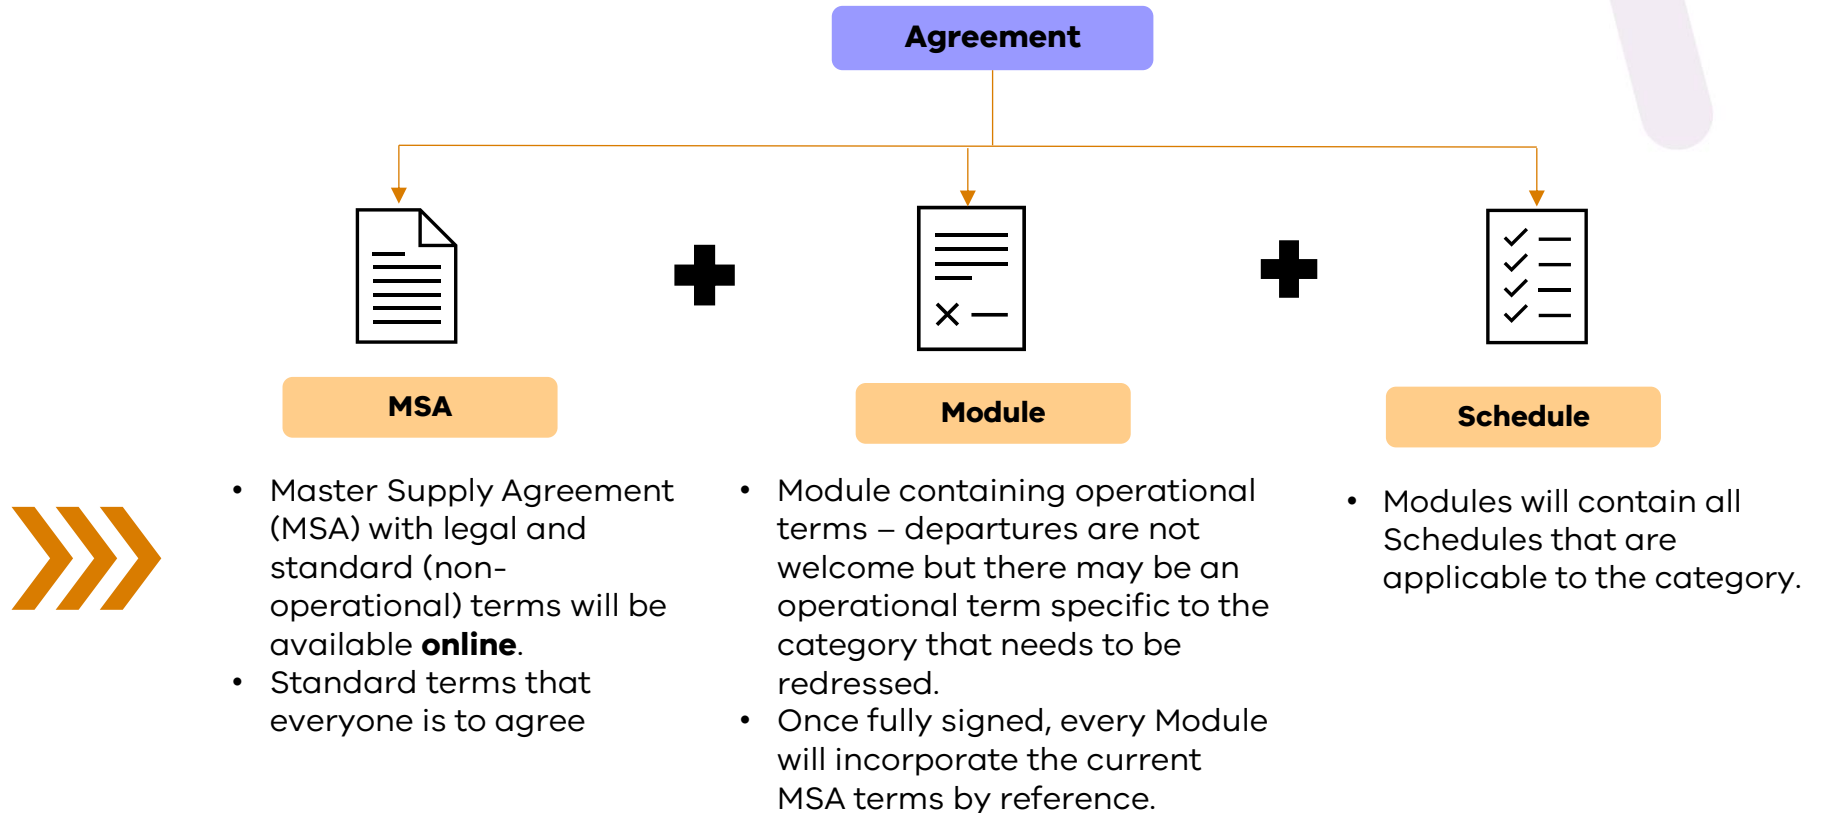 Agreement
MSA
• Master Supply Agreement
(MSA) with legal and
standard (non-
operational) terms will be
available online.
• Standard terms that
everyone is to agree
Module
• Module containing operational
terms – departures are not
welcome but there may be an
operational term specific to the
category that needs to be
redressed.
• Once fully signed, every Module
will incorporate the current
MSA terms by reference.
Schedule
• Modules will contain all
Schedules that are
applicable to the category.